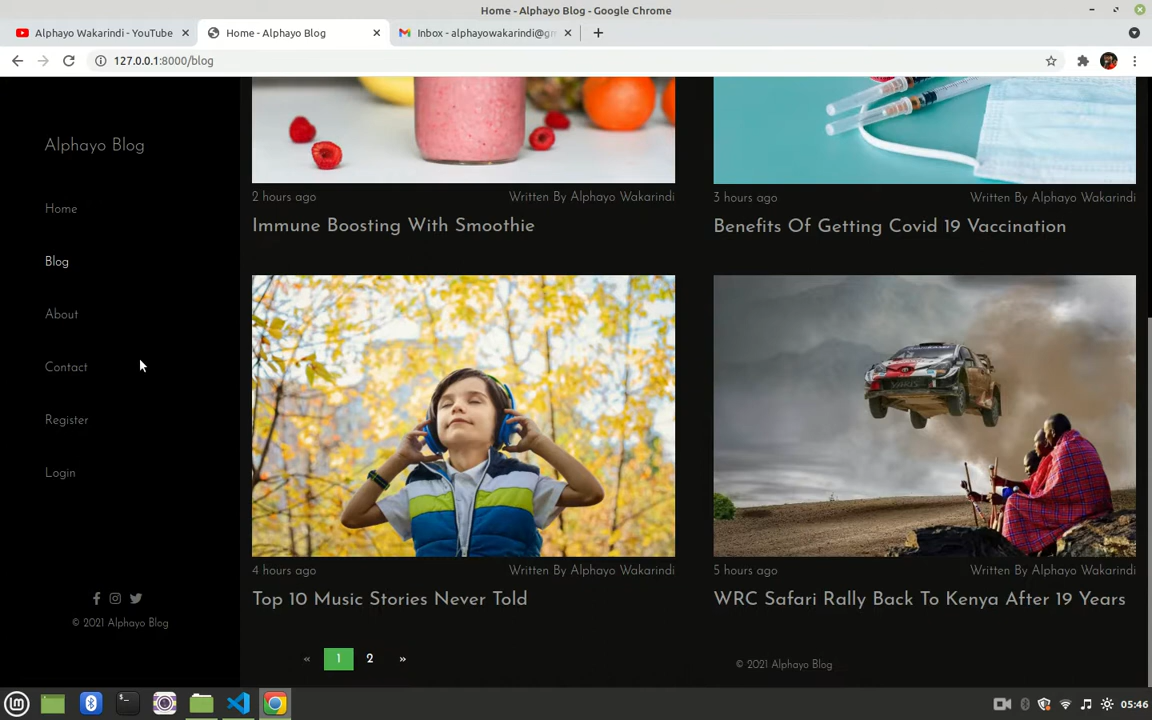 Home - Alphayo Blog - Google Chrome
Alphayo Wakarindi - YouTube
Home - Alphayo Blog
Inbox - alphayowakarindi@gm
127.0.0.1:8000/blog
Alphayo Blog
Home
Blog
About
Contact
Register
Login
© 2021 Alphayo Blog
2 hours ago Written By Alphayo Wakarindi
Immune Boosting With Smoothie
3 hours ago Written By Alphayo Wakarindi
Benefits Of Getting Covid 19 Vaccination
4 hours ago Written By Alphayo Wakarindi
Top 10 Music Stories Never Told
5 hours ago Written By Alphayo Wakarindi
WRC Safari Rally Back To Kenya After 19 Years
« 1 2 »
© 2021 Alphayo Blog
05:46